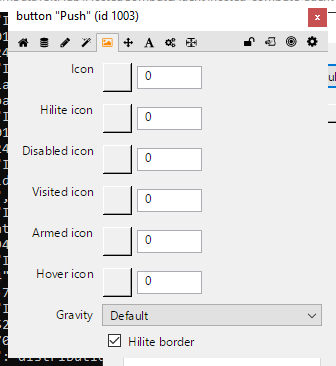 button "Push" (id 1003)
Icon
0
Hilite icon
0
Disabled icon
0
Visited icon
0
Armed icon
0
Hover icon
0
Gravity
Default
Hilite border